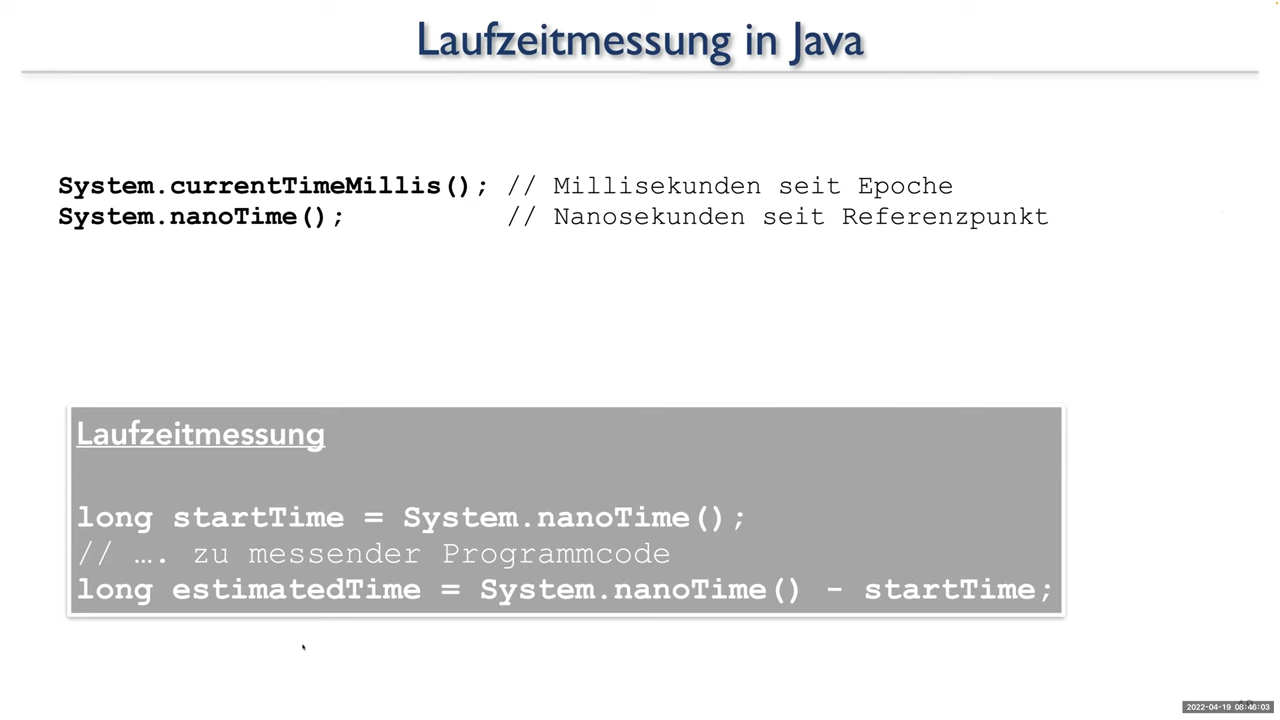 Laufzeitmessung in Java
System.currentTimeMillis(); // Millisekunden seit Epoche
System.nanoTime(); // Nanosekunden seit Referenzpunkt
Laufzeitmessung
long startTime = System.nanoTime();
// …. zu messender Programmcode
long estimatedTime = System.nanoTime() - startTime;
2022-04-19 08:46:03